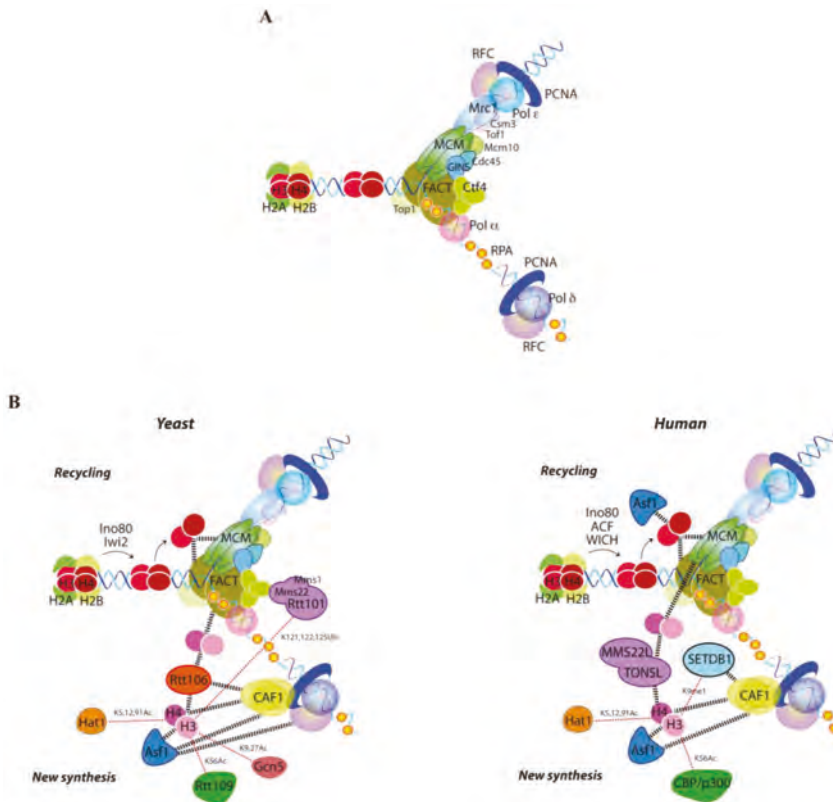 A
RFC
PCNA
Mrc1
Pol ε
Csm3
Tof1
MCM
Mcm10
GINS
Cdc45
H3 H4
FACT
Ctf4
H2A H2B
Top1
Pol α
RPA
PCNA
Pol δ
RFC
B
Yeast
Recycling
Ino80
Iwi2
MCM
H3 H4
FACT
H2A H2B
Mms1
Mms22
Rtt101
Rtt106
CAF1
K5,12,91Ac
H4
Hat1
H3
Asf1
K9,27Ac
Gcn5
K56Ac
New synthesis
Rtt109
Human
Recycling
Asf1
Ino80
ACF
WICH
MCM
H3 H4
FACT
H2A H2B
MMS22L
SETDB1
TONSL
K9me1
CAF1
K5,12,91Ac
H4
Hat1
H3
Asf1
K56Ac
New synthesis
CBP/p300